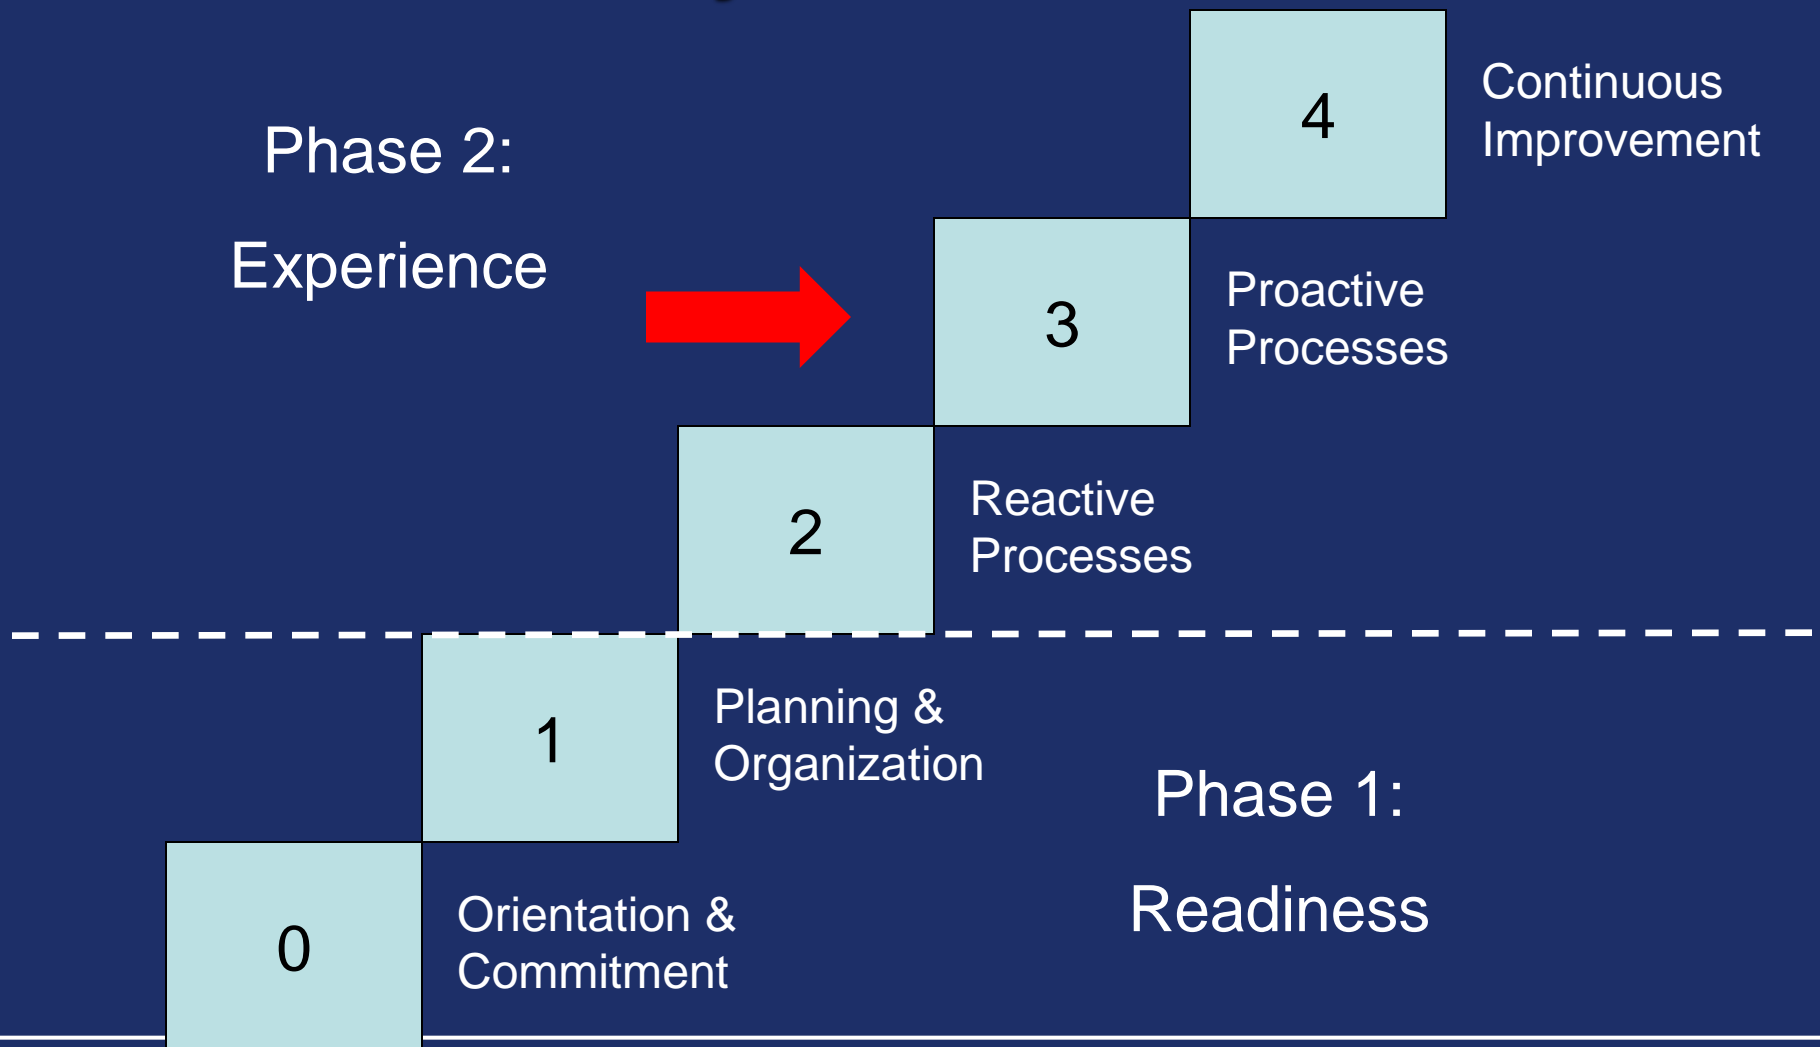 Phase 2:
Experience
4
Continuous
Improvement
3
Proactive
Processes
2
Reactive
Processes
1
Planning &
Organization
Phase 1:
Readiness
0
Orientation &
Commitment